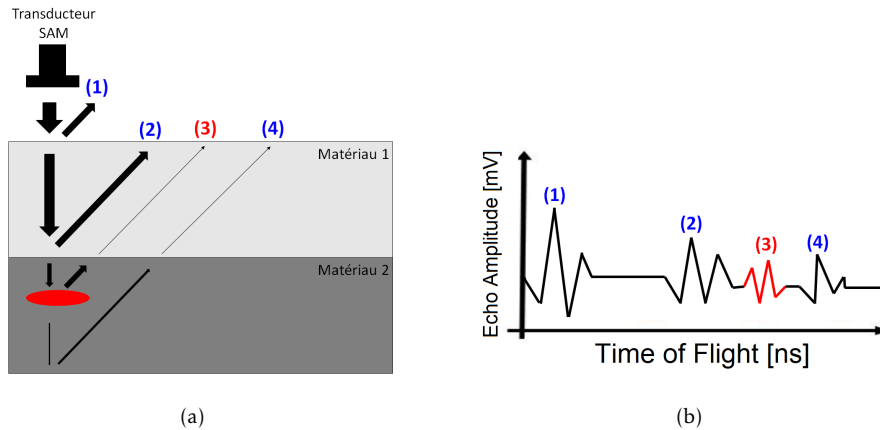 Transducteur
SAM
(1)
(2)
(3)
(4)
Matériau 1
Matériau 2
(a)
Echo Amplitude [mV]
(1)
(2)
(3)
(4)
Time of Flight [ns]
(b)